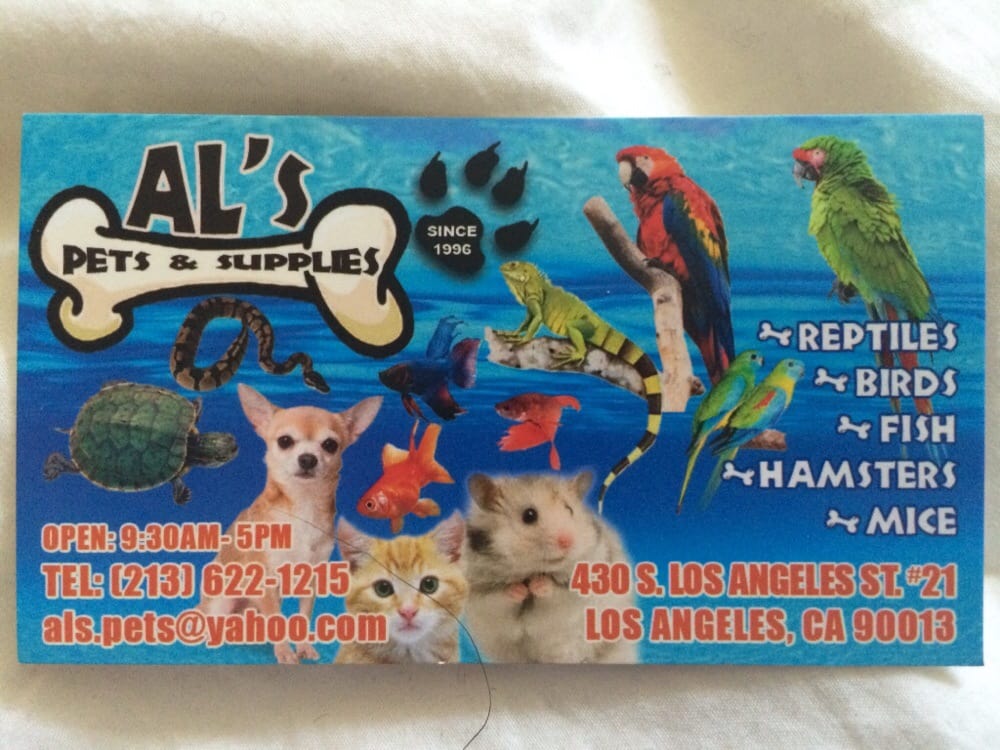 AL'S
PETS & SUPPLIES
SINCE
1996
REPTILES
BIRDS
FISH
HAMSTERS
MICE
OPEN: 9:30AM- 5PM
TEL: (213) 622-1215
als.pets@yahoo.com
430 S. LOS ANGELES ST. #21
LOS ANGELES, CA 90013